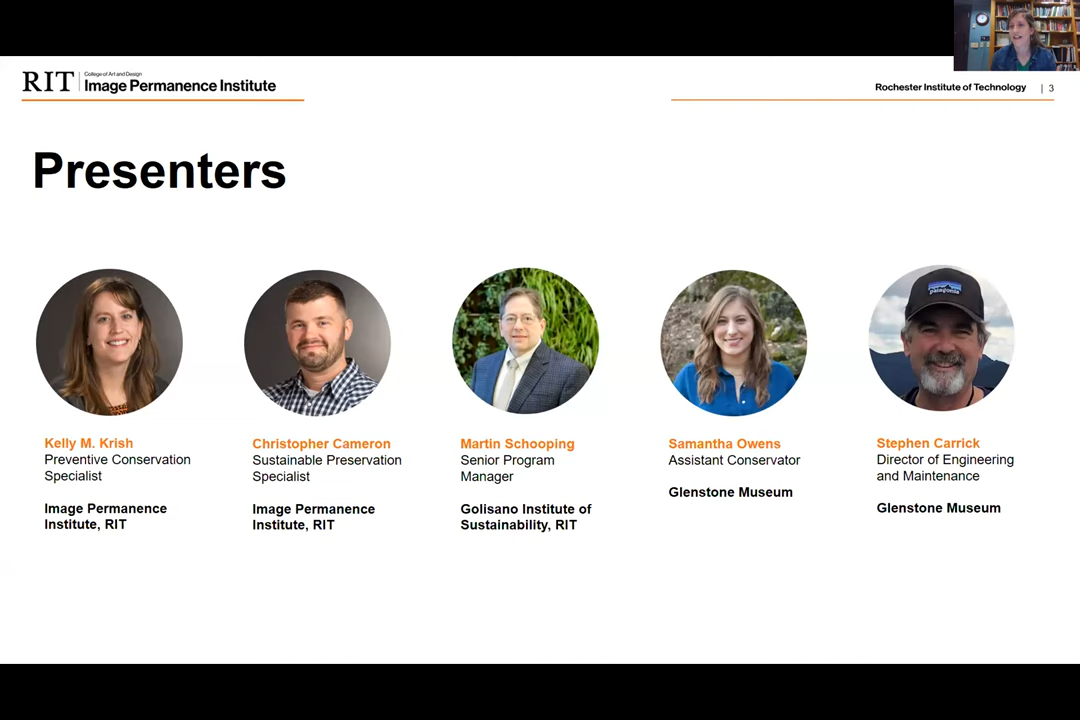 RIT
College of Art and Design
Image Permanence Institute
Rochester Institute of Technology | 3
Presenters
patagonia
Kelly M. Krish
Preventive Conservation
Specialist
Image Permanence
Institute, RIT
Christopher Cameron
Sustainable Preservation
Specialist
Image Permanence
Institute, RIT
Martin Schooping
Senior Program
Manager
Golisano Institute of
Sustainability, RIT
Samantha Owens
Assistant Conservator
Glenstone Museum
Stephen Carrick
Director of Engineering
and Maintenance
Glenstone Museum